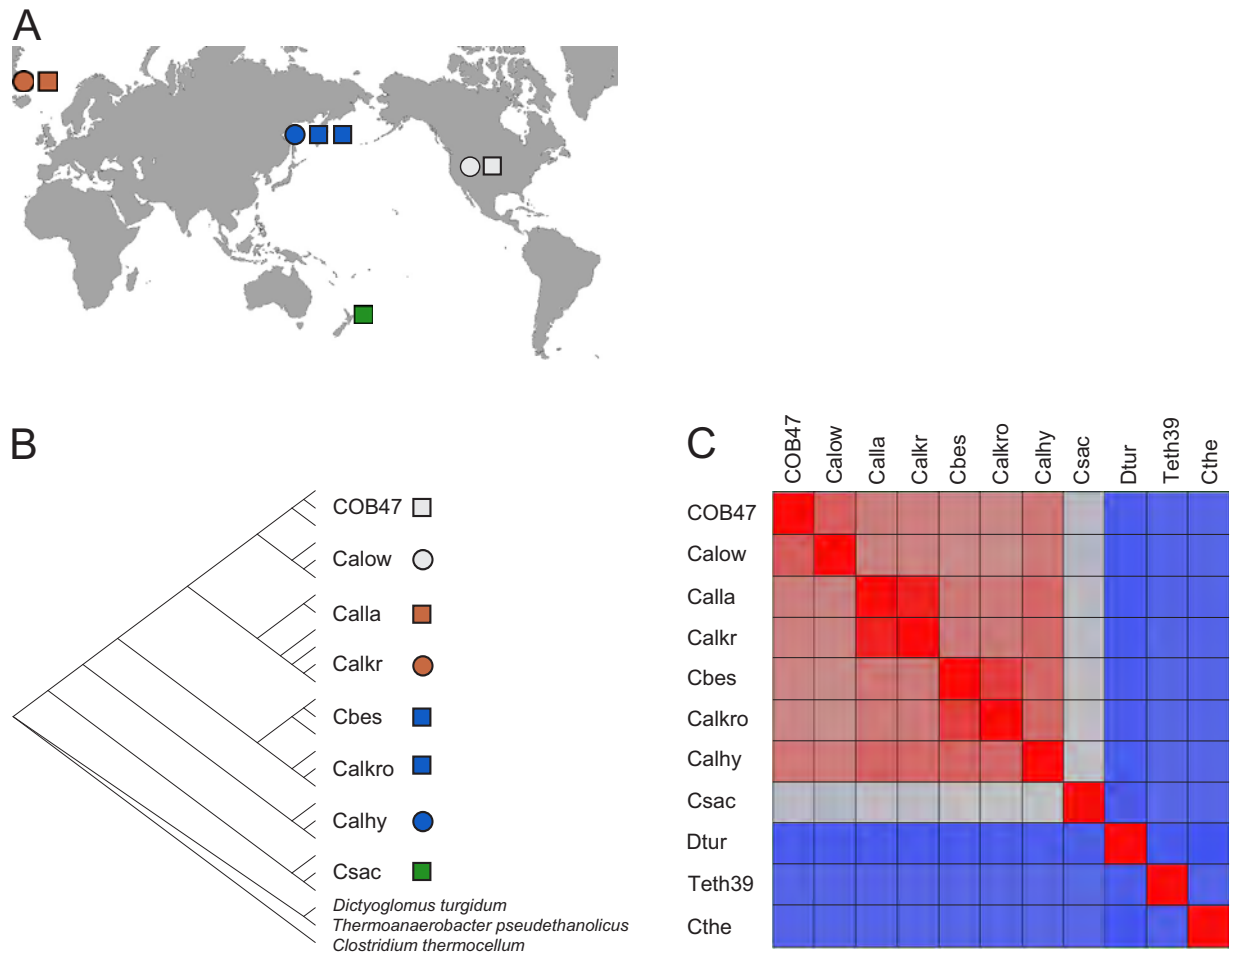 A
B
COB47
Calow
Calla
Calkr
Cbes
Calkro
Calhy
Csac
Dictyoglomus turgidum
Thermoanaerobacter pseudethanolicus
Clostridium thermocellum
C
COB47
Calow
Calla
Calkr
Cbes
Calkro
Calhy
Csac
Dtur
Teth39
Cthe
COB47
Calow
Calla
Calkr
Cbes
Calkro
Calhy
Csac
Dtur
Teth39
Cthe